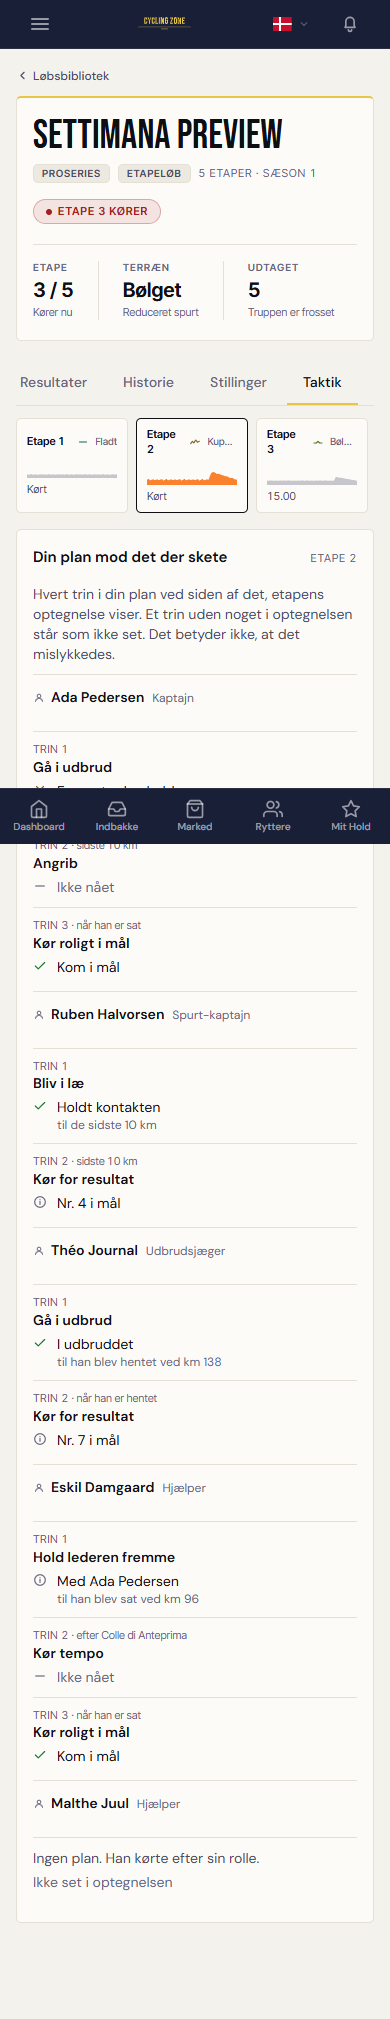 CYCLING ZONE
Løbsbibliotek
SETTIMANA PREVIEW
PROSERIES ETAPELØB 5 ETAPER · SÆSON 1
ETAPE 3 KØRER
ETAPE TERRÆN UDTAGET
3 / 5 Bølget 5
Kører nu Reduceret spurt Truppen er frosset
Resultater Historie Stillinger Taktik
Etape 1 Fladt
Kørt
Etape 2 Kup...
Kørt
Etape 3 Bøl...
15.00
Din plan mod det der skete ETAPE 2
Hvert trin i din plan ved siden af det, etapens
optegnelse viser. Et trin uden noget i optegnelsen
står som ikke set. Det betyder ikke, at det
mislykkedes.
Ada Pedersen Kaptajn
TRIN 1
Gå i udbrud
Dashboard Indbakke Marked Ryttere Mit Hold
TRIN 2 · sidste 10 km
Angrib
Ikke nået
TRIN 3 · når han er sat
Kør roligt i mål
Kom i mål
Ruben Halvorsen Spurt-kaptajn
TRIN 1
Bliv i læ
Holdt kontakten
til de sidste 10 km
TRIN 2 · sidste 10 km
Kør for resultat
Nr. 4 i mål
Théo Journal Udbrudsjæger
TRIN 1
Gå i udbrud
I udbruddet
til han blev hentet ved km 138
TRIN 2 · når han er hentet
Kør for resultat
Nr. 7 i mål
Eskil Damgaard Hjælper
TRIN 1
Hold lederen fremme
Med Ada Pedersen
til han blev sat ved km 96
TRIN 2 · efter Colle di Anteprima
Kør tempo
Ikke nået
TRIN 3 · når han er sat
Kør roligt i mål
Kom i mål
Malthe Juul Hjælper
Ingen plan. Han kørte efter sin rolle.
Ikke set i optegnelsen